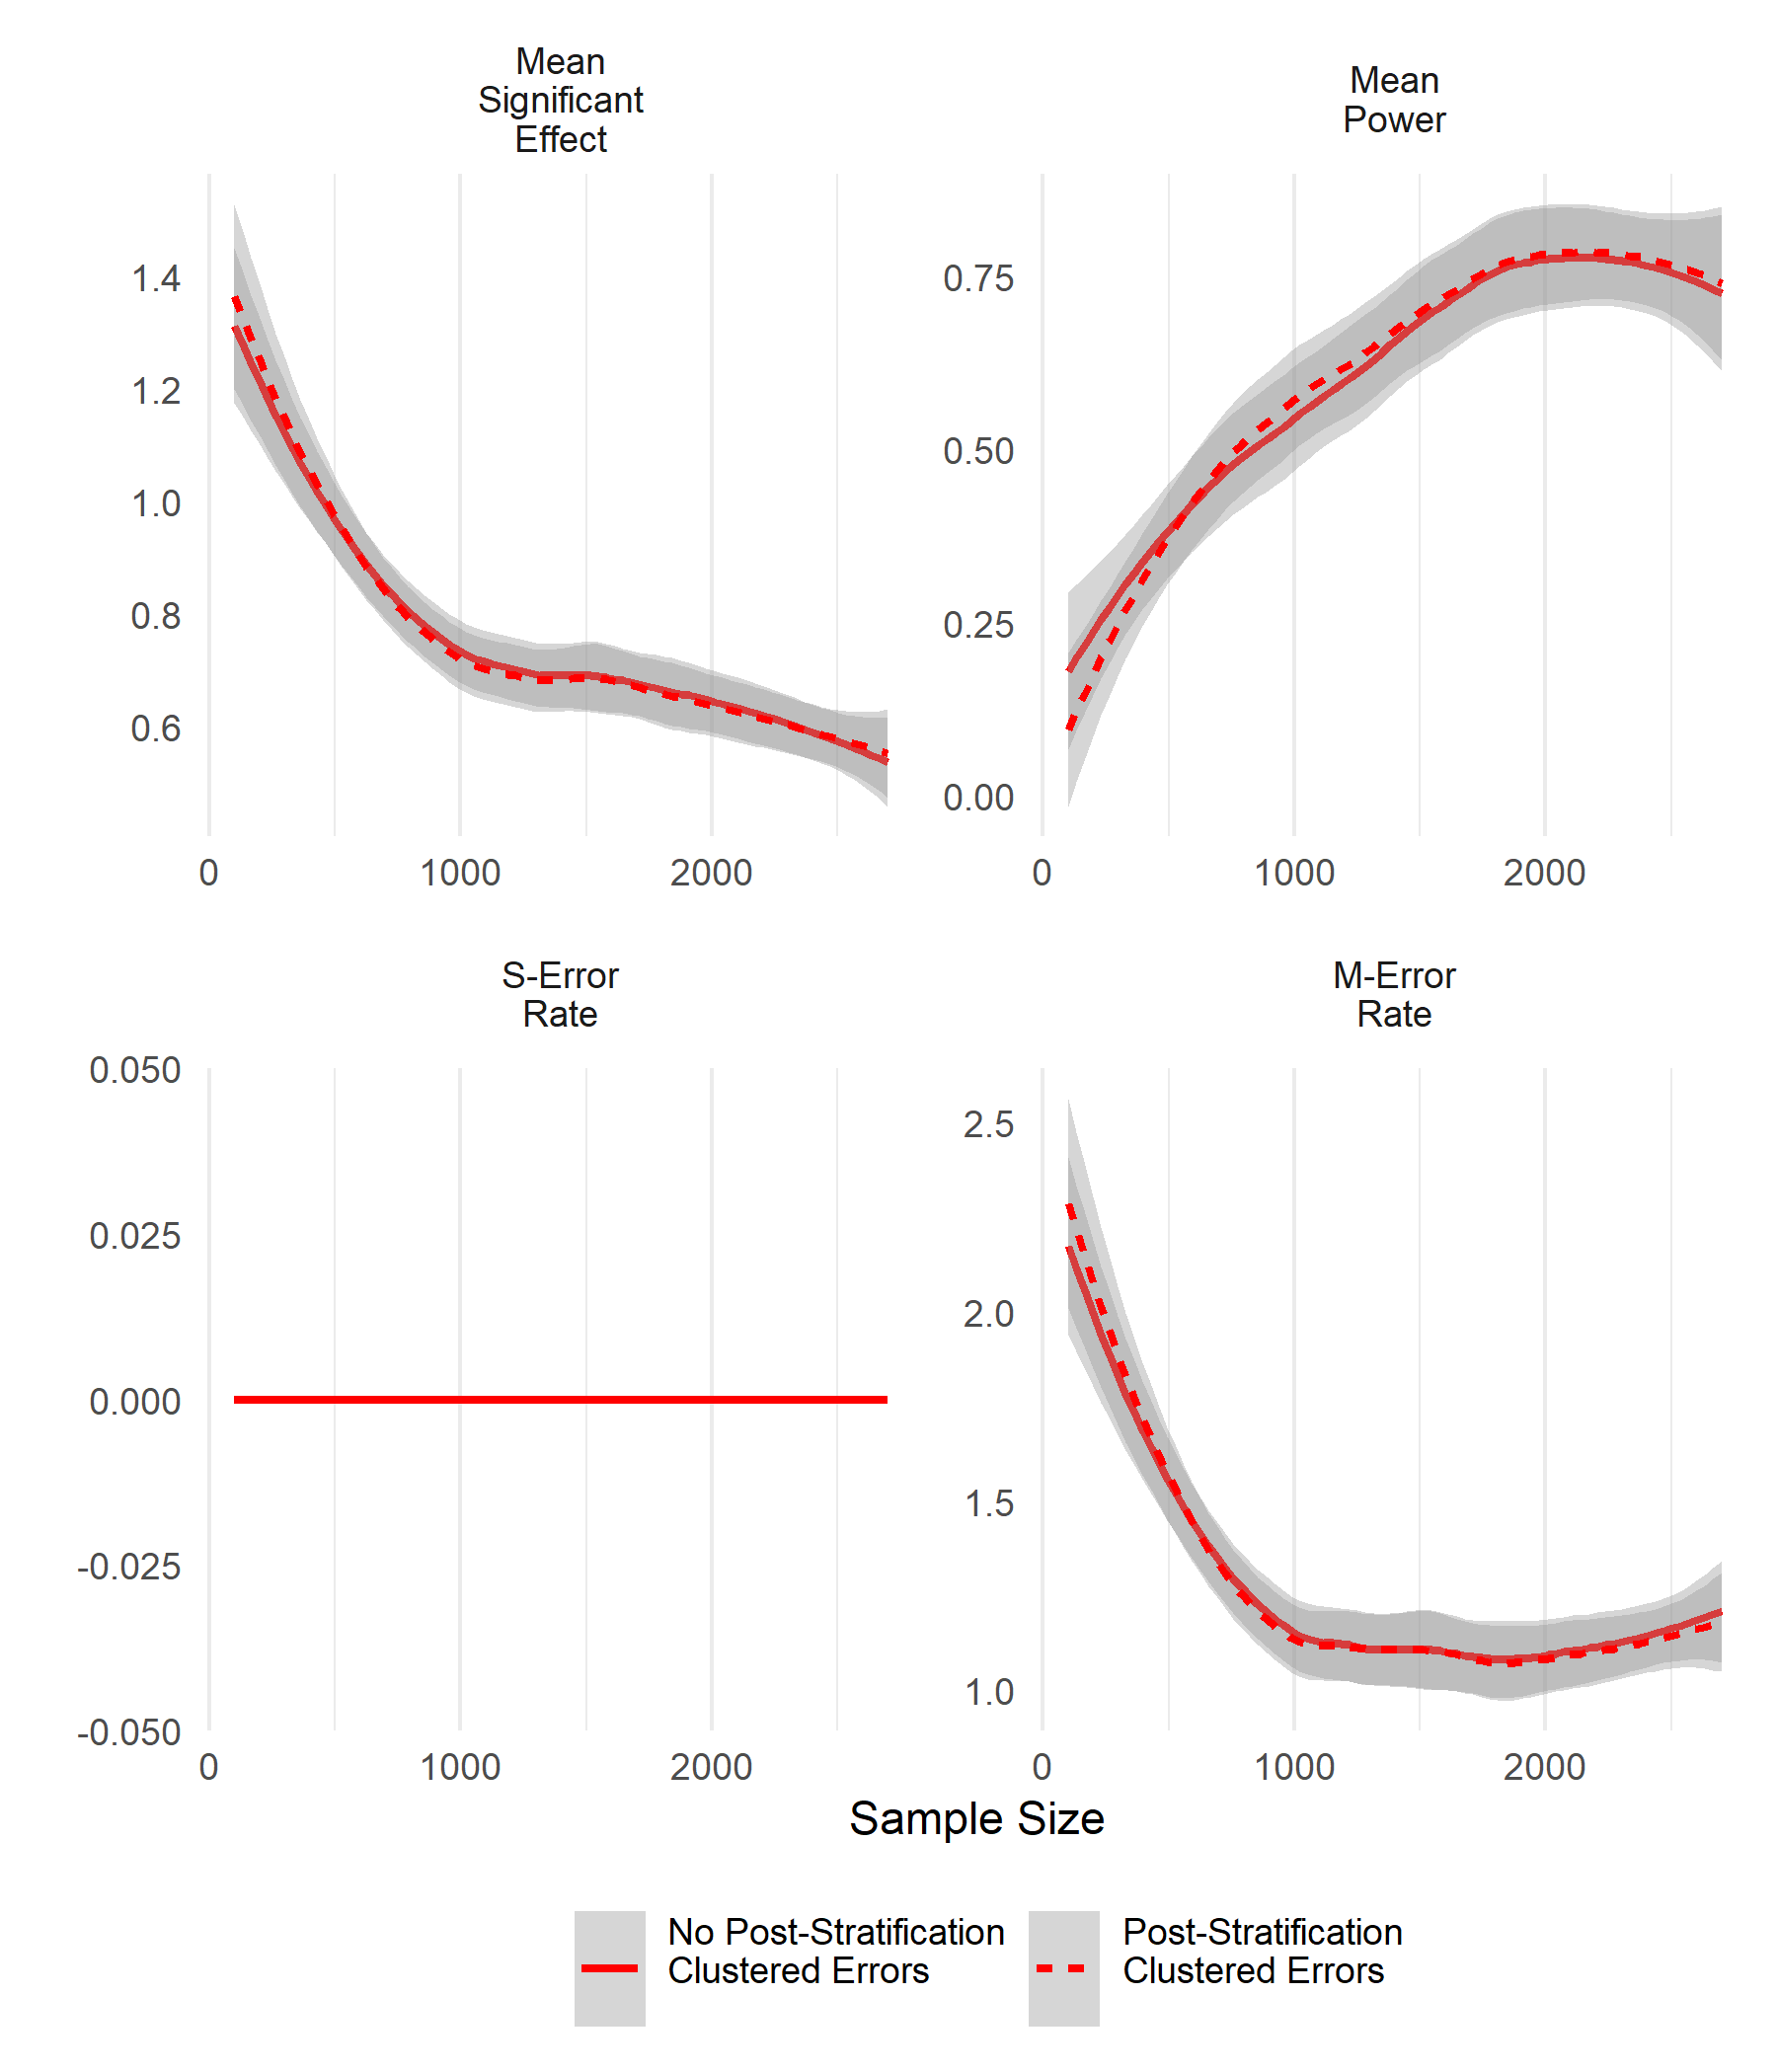 Mean
Significant
Effect
Mean
Power
1.4
1.2
1.0
0.8
0.6
0.75
0.50
0.25
0.00
0 1000 2000
0 1000 2000
S-Error
Rate
M-Error
Rate
0.050
0.025
0.000
-0.025
-0.050
2.5
2.0
1.5
1.0
0 1000 2000
0 1000 2000
Sample Size
No Post-Stratification
Clustered Errors
Post-Stratification
Clustered Errors